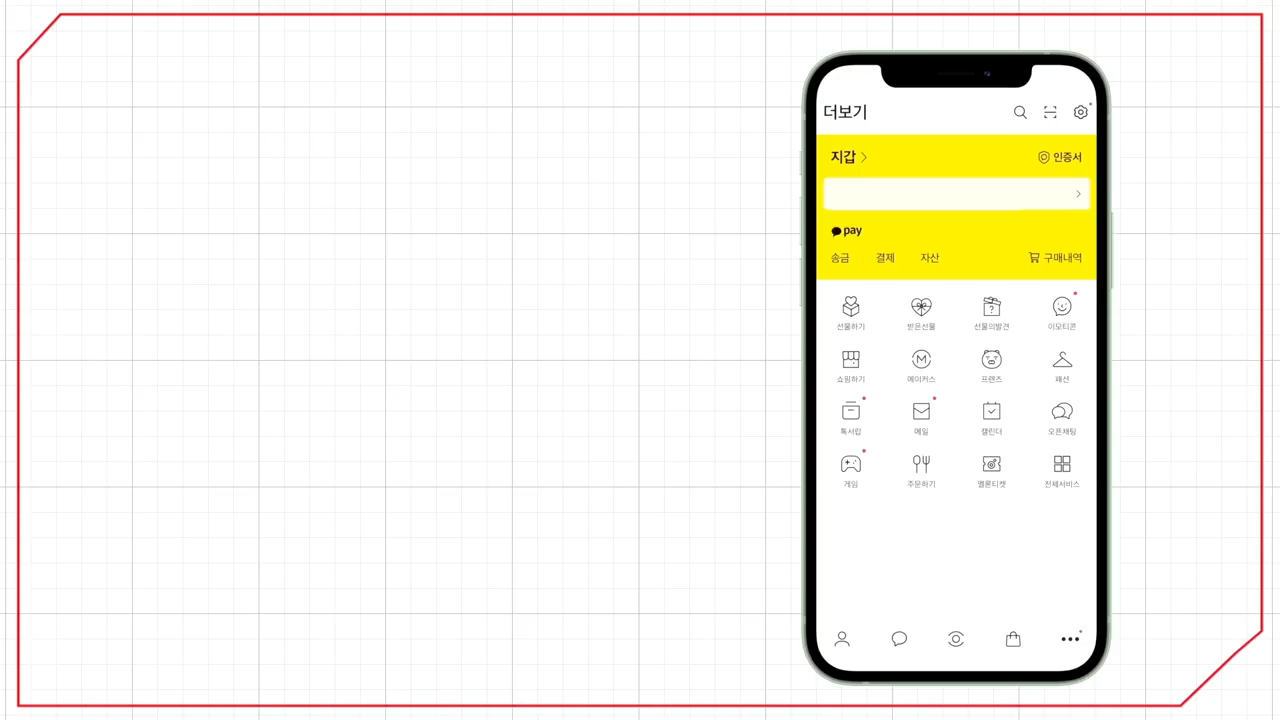 더보기
지갑 인증서
pay
송금 결제 자산 구매내역
선물하기 받은선물 선물의발견 이모티콘
쇼핑하기 메이커스 프렌즈 패션
톡서랍 메일 캘린더 오픈채팅
게임 주문하기 멜론티켓 전체서비스